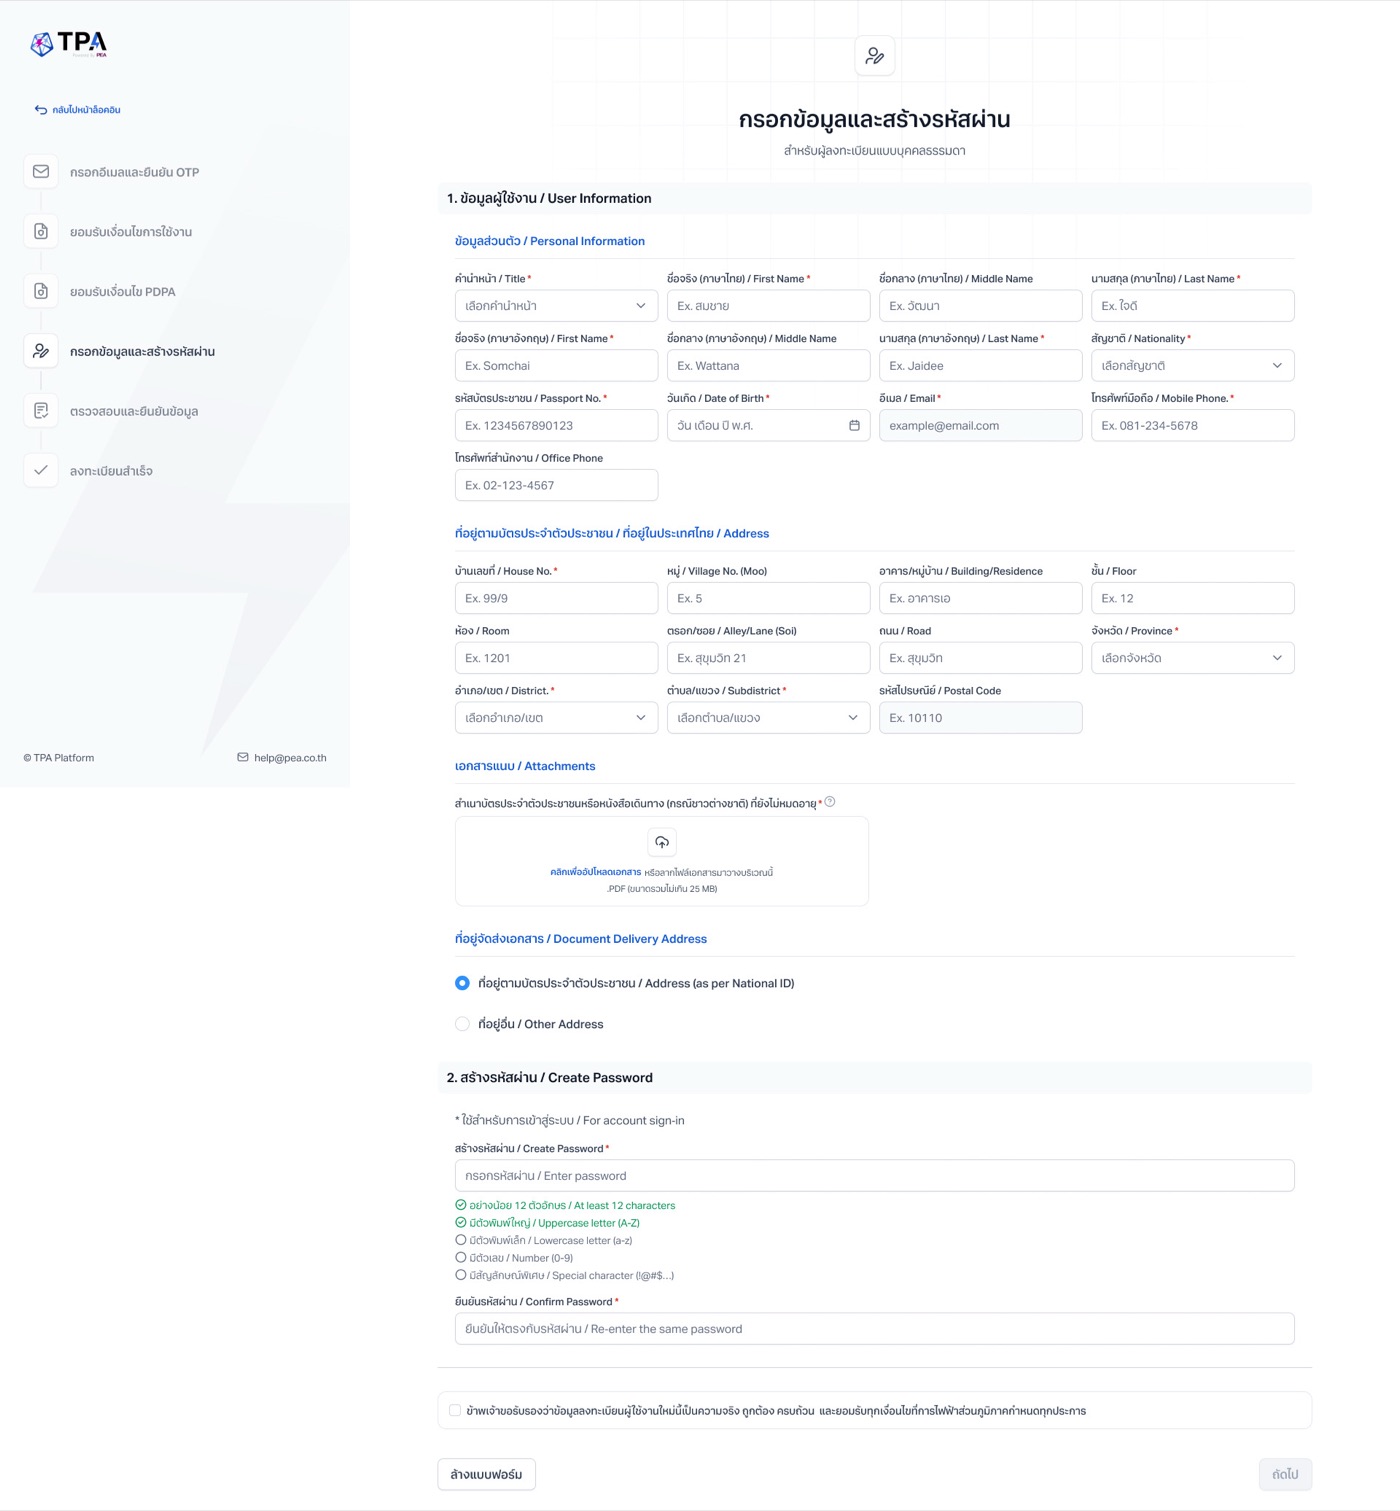 TPA
Powered by PEA
กลับไปหน้าล็อคอิน
กรอกอีเมลและยืนยัน OTP
ยอมรับเงื่อนไขการใช้งาน
ยอมรับเงื่อนไข PDPA
กรอกข้อมูลและสร้างรหัสผ่าน
ตรวจสอบและยืนยันข้อมูล
ลงทะเบียนสำเร็จ
© TPA Platform
help@pea.co.th
กรอกข้อมูลและสร้างรหัสผ่าน
สำหรับผู้ลงทะเบียนแบบบุคคลธรรมดา
1. ข้อมูลผู้ใช้งาน / User Information
ข้อมูลส่วนตัว / Personal Information
คำนำหน้า / Title *
เลือกคำนำหน้า
ชื่อจริง (ภาษาไทย) / First Name *
Ex. สมชาย
ชื่อกลาง (ภาษาไทย) / Middle Name
Ex. วัฒนา
นามสกุล (ภาษาไทย) / Last Name *
Ex. ใจดี
ชื่อจริง (ภาษาอังกฤษ) / First Name *
Ex. Somchai
ชื่อกลาง (ภาษาอังกฤษ) / Middle Name
Ex. Wattana
นามสกุล (ภาษาอังกฤษ) / Last Name *
Ex. Jaidee
สัญชาติ / Nationality *
เลือกสัญชาติ
รหัสบัตรประชาชน / Passport No. *
Ex. 1234567890123
วันเกิด / Date of Birth *
วัน เดือน ปี พ.ศ.
อีเมล / Email *
example@email.com
โทรศัพท์มือถือ / Mobile Phone. *
Ex. 081-234-5678
โทรศัพท์สำนักงาน / Office Phone
Ex. 02-123-4567
ที่อยู่ตามบัตรประจำตัวประชาชน / ที่อยู่ในประเทศไทย / Address
บ้านเลขที่ / House No. *
Ex. 99/9
หมู่ / Village No. (Moo)
Ex. 5
อาคาร/หมู่บ้าน / Building/Residence
Ex. อาคารเอ
ชั้น / Floor
Ex. 12
ห้อง / Room
Ex. 1201
ตรอก/ซอย / Alley/Lane (Soi)
Ex. สุขุมวิท 21
ถนน / Road
Ex. สุขุมวิท
จังหวัด / Province *
เลือกจังหวัด
อำเภอ/เขต / District. *
เลือกอำเภอ/เขต
ตำบล/แขวง / Subdistrict *
เลือกตำบล/แขวง
รหัสไปรษณีย์ / Postal Code
Ex. 10110
เอกสารแนบ / Attachments
สำเนาบัตรประจำตัวประชาชนหรือหนังสือเดินทาง (กรณีชาวต่างชาติ) ที่ยังไม่หมดอายุ *
คลิกเพื่ออัปโหลดเอกสาร หรือลากไฟล์เอกสารมาวางบริเวณนี้
.PDF (ขนาดรวมไม่เกิน 25 MB)
ที่อยู่จัดส่งเอกสาร / Document Delivery Address
ที่อยู่ตามบัตรประจำตัวประชาชน / Address (as per National ID)
ที่อยู่อื่น / Other Address
2. สร้างรหัสผ่าน / Create Password
* ใช้สำหรับการเข้าสู่ระบบ / For account sign-in
สร้างรหัสผ่าน / Create Password *
กรอกรหัสผ่าน / Enter password
อย่างน้อย 12 ตัวอักษร / At least 12 characters
มีตัวพิมพ์ใหญ่ / Uppercase letter (A-Z)
มีตัวพิมพ์เล็ก / Lowercase letter (a-z)
มีตัวเลข / Number (0-9)
มีสัญลักษณ์พิเศษ / Special character (!@#$...)
ยืนยันรหัสผ่าน / Confirm Password *
ยืนยันให้ตรงกับรหัสผ่าน / Re-enter the same password
ข้าพเจ้าขอรับรองว่าข้อมูลลงทะเบียนผู้ใช้งานใหม่นี้เป็นความจริง ถูกต้อง ครบถ้วน และยอมรับทุกเงื่อนไขที่การไฟฟ้าส่วนภูมิภาคกำหนดทุกประการ
ล้างแบบฟอร์ม
ถัดไป